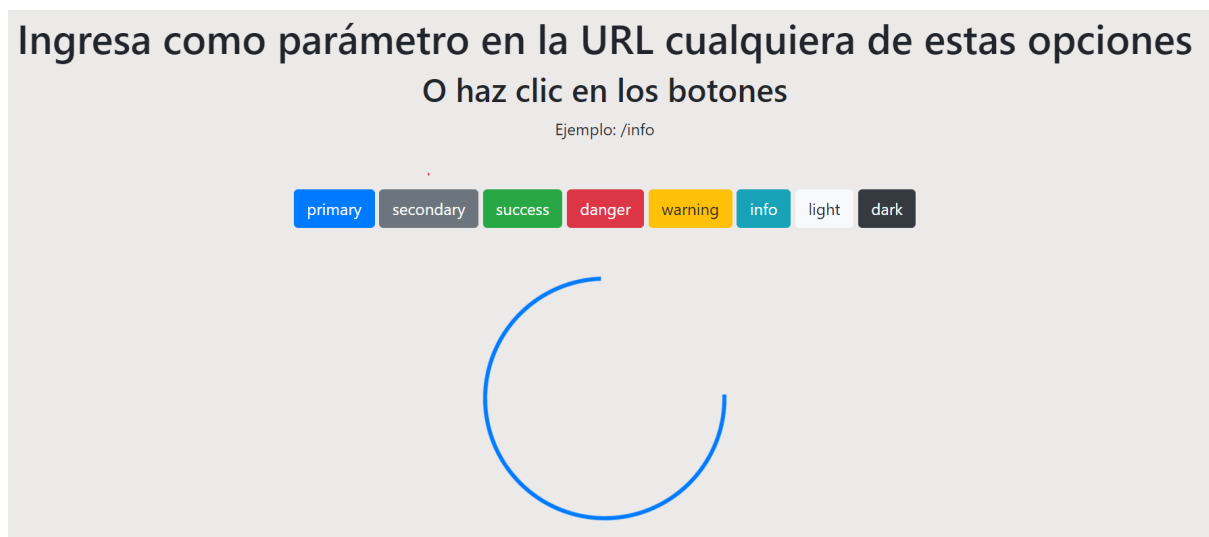 Ingresa como parámetro en la URL cualquiera de estas opciones
O haz clic en los botones
Ejemplo: /info
primary secondary success danger warning info light dark